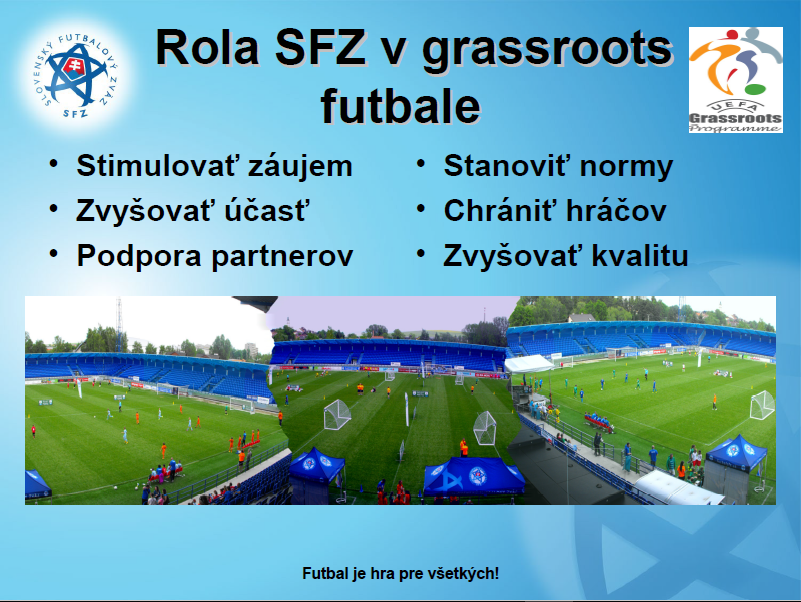 SLOVENSKÝ FUTBALOVÝ ZVÄZ
SFZ
Rola SFZ v grassroots
futbale
UEFA
Grassroots
Programme
• Stimulovať záujem
• Zvyšovať účasť
• Podpora partnerov
• Stanoviť normy
• Chrániť hráčov
• Zvyšovať kvalitu
Futbal je hra pre všetkých!